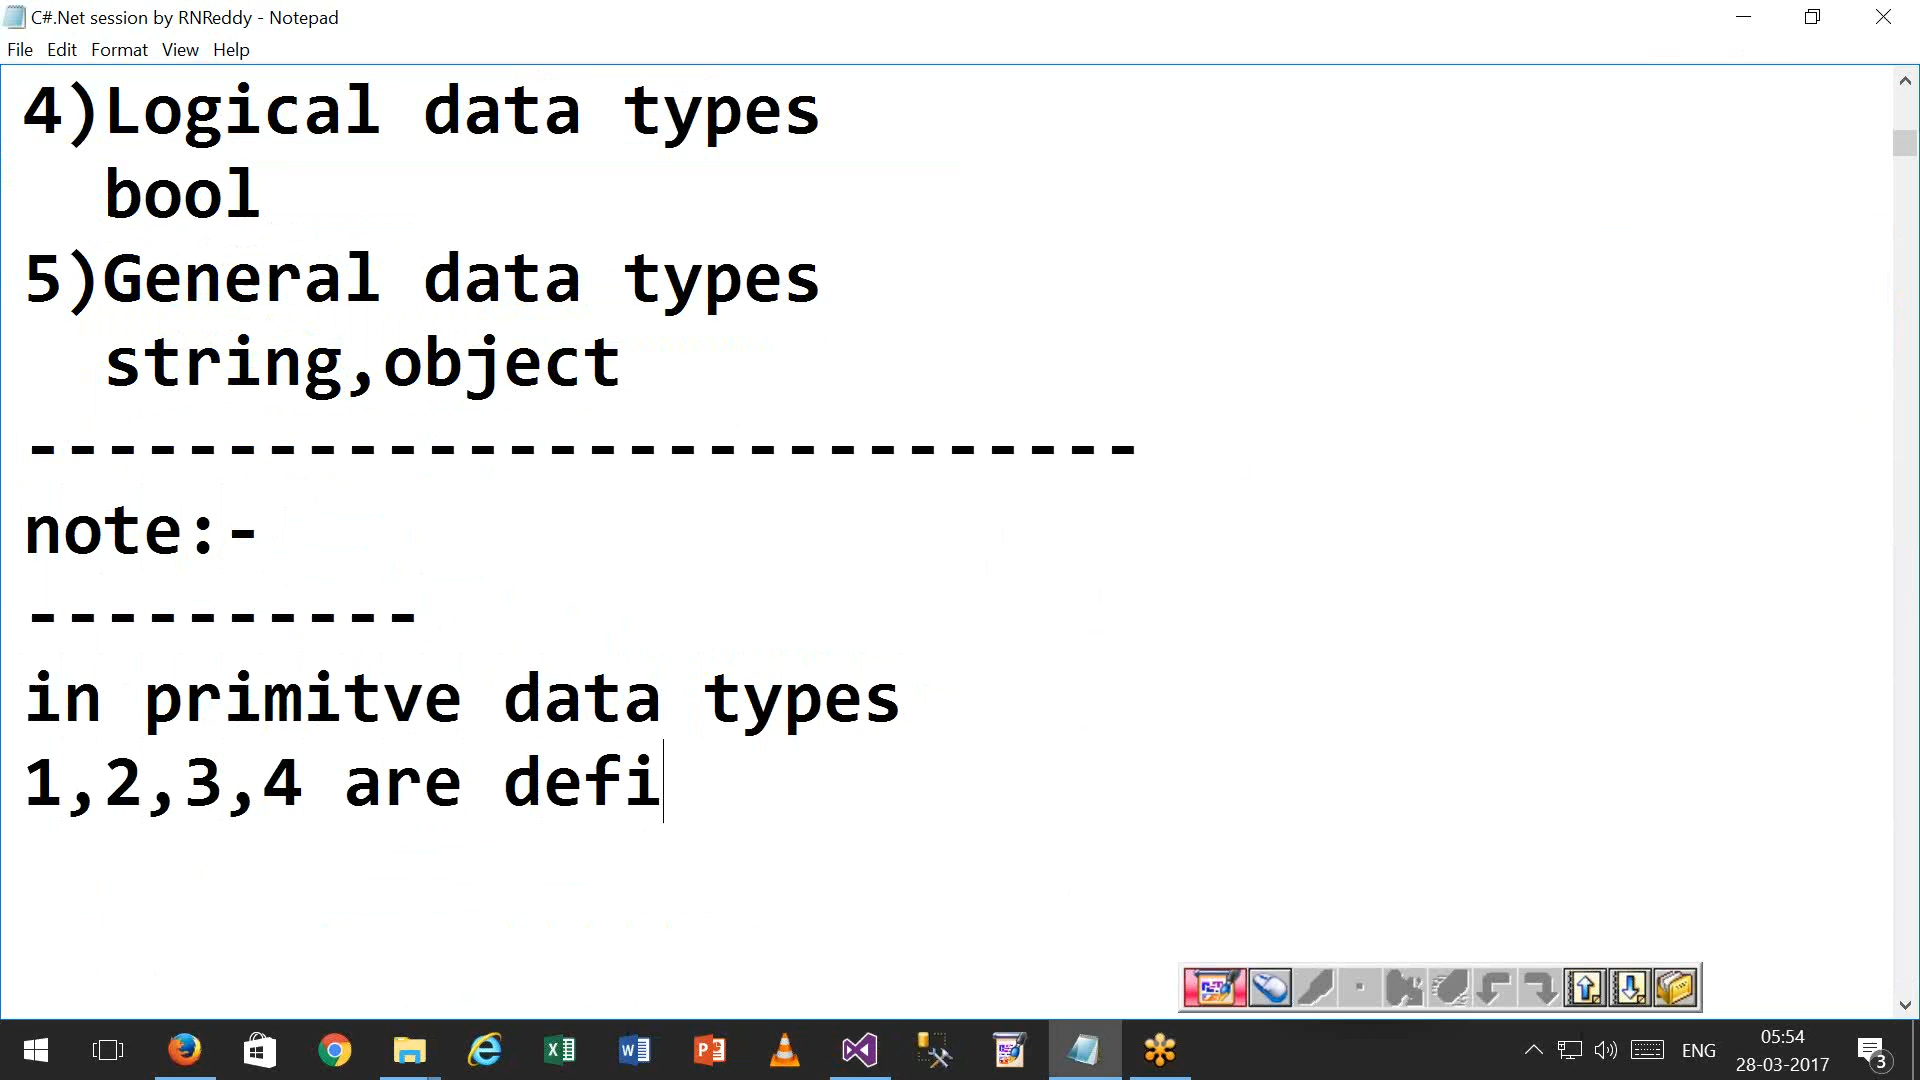 C#.Net session by RNReddy - Notepad
File Edit Format View Help
4)Logical data types
bool
5)General data types
string,object
----------------------------
note:-
----------
in primitve data types
1,2,3,4 are defi
ENG
05:54
28-03-2017
3